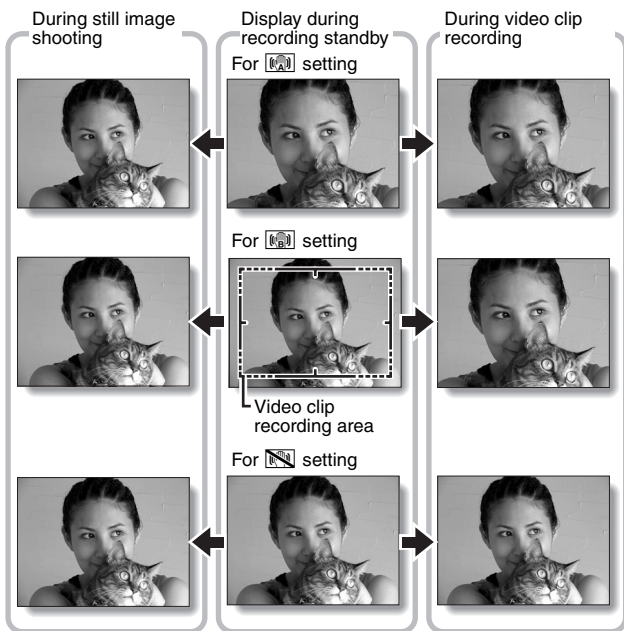 During still image
shooting
Display during
recording standby
During video clip
recording
For A setting
For B setting
Video clip
recording area
For setting